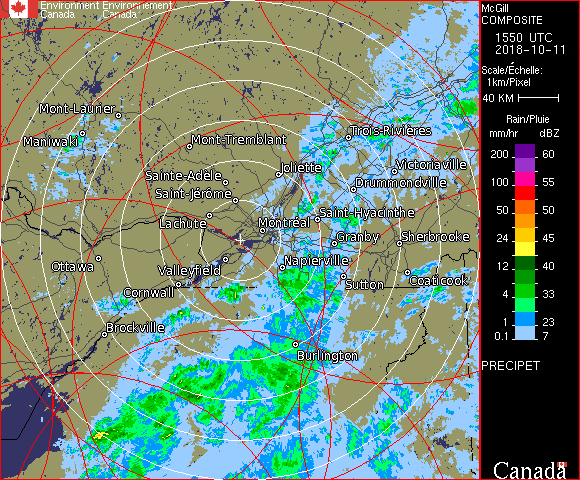 Environment Environnement
Canada Canada
McGill
COMPOSITE
1550 UTC
2018-10-11
Scale/Échelle:
1km/Pixel
40 KM
Rain/Pluie
mm/hr dBZ
200 60
150 57
100 55
50 50
24 45
12 40
4 33
1 23
0.1 7
PRECIPET
Canada
Mont-Laurier
Maniwaki
Trois-Rivières
Mont-Tremblant
Victoriaville
Joliette
Sainte-Adèle
Drummondville
Saint-Jérôme
Saint-Hyacinthe
Lachute
Montréal
Granby
Sherbrooke
Ottawa
Valleyfield
Napierville
Coaticook
Sutton
Cornwall
Brockville
Burlington